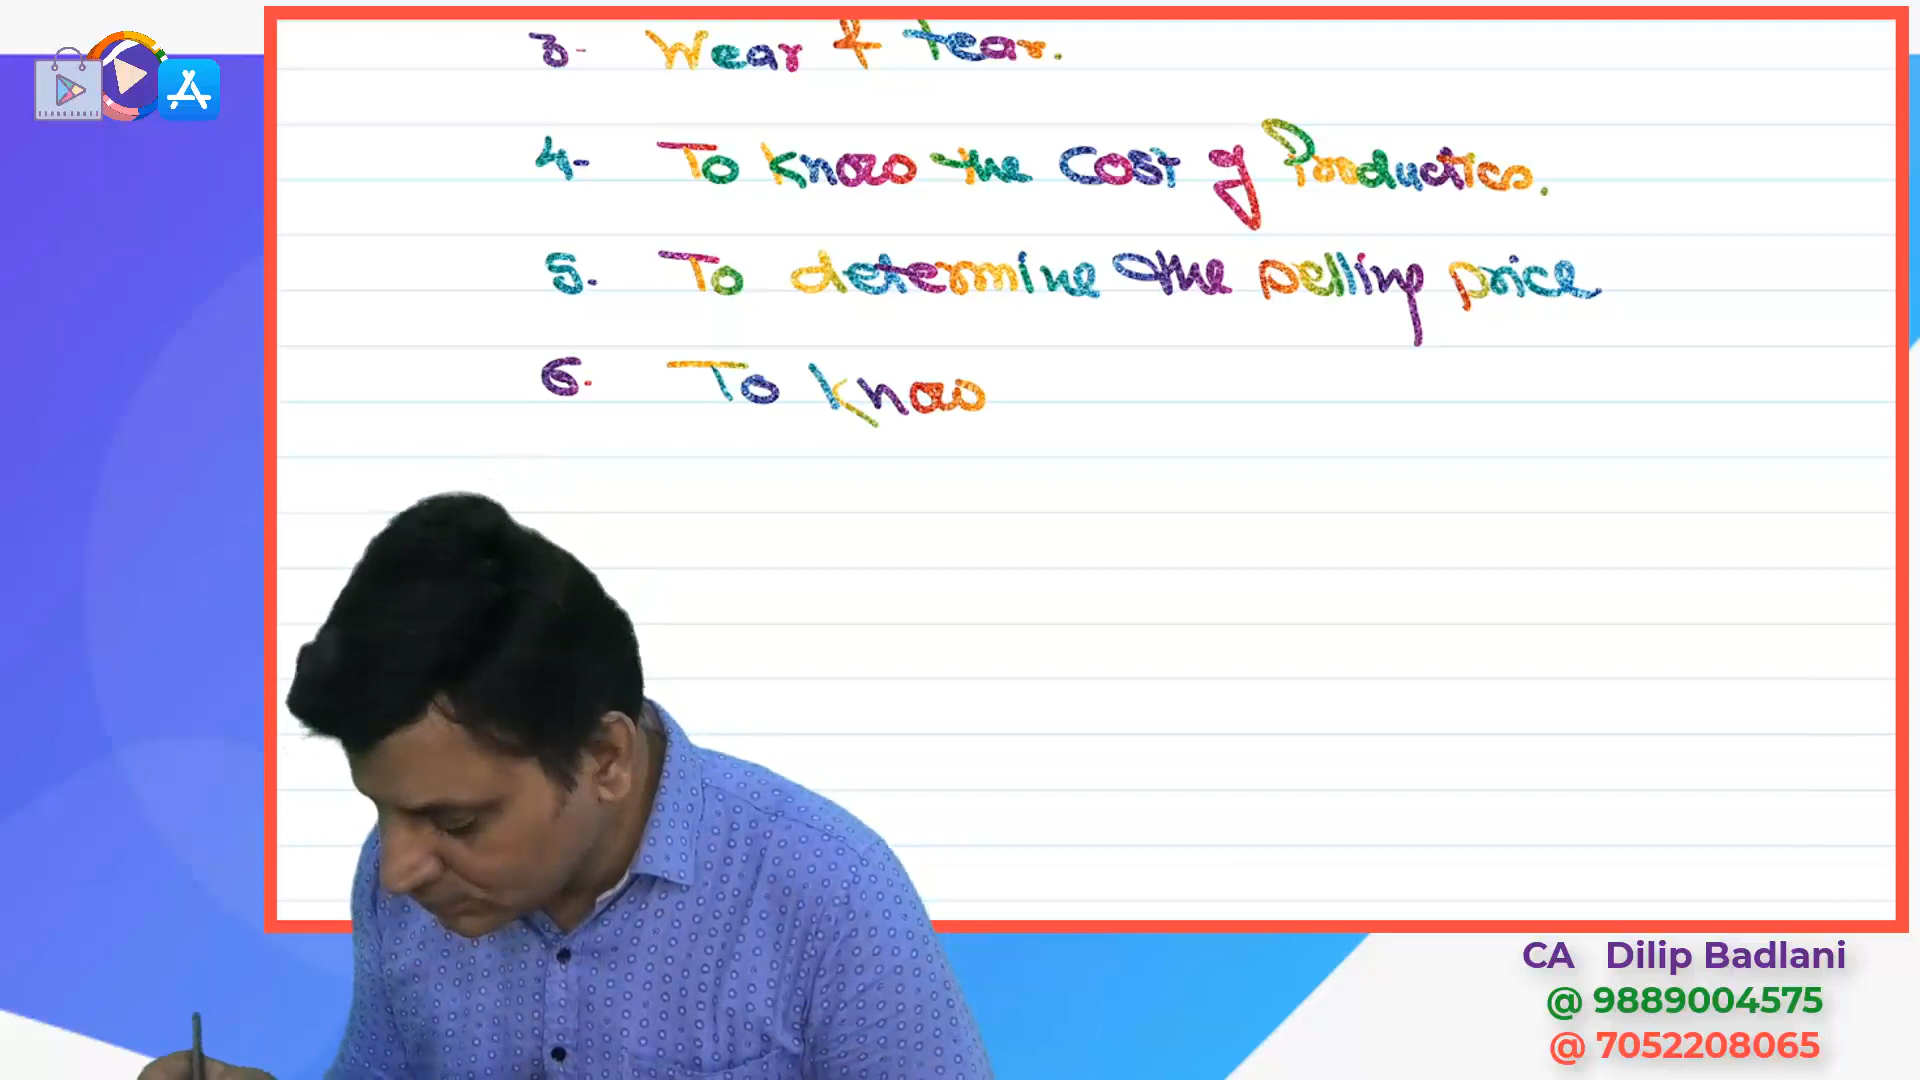 3- Wear & tear.
4- To know the Cost of Production.
5. To determine the selling price
6. To know
CA Dilip Badlani
@ 9889004575
@ 7052208065